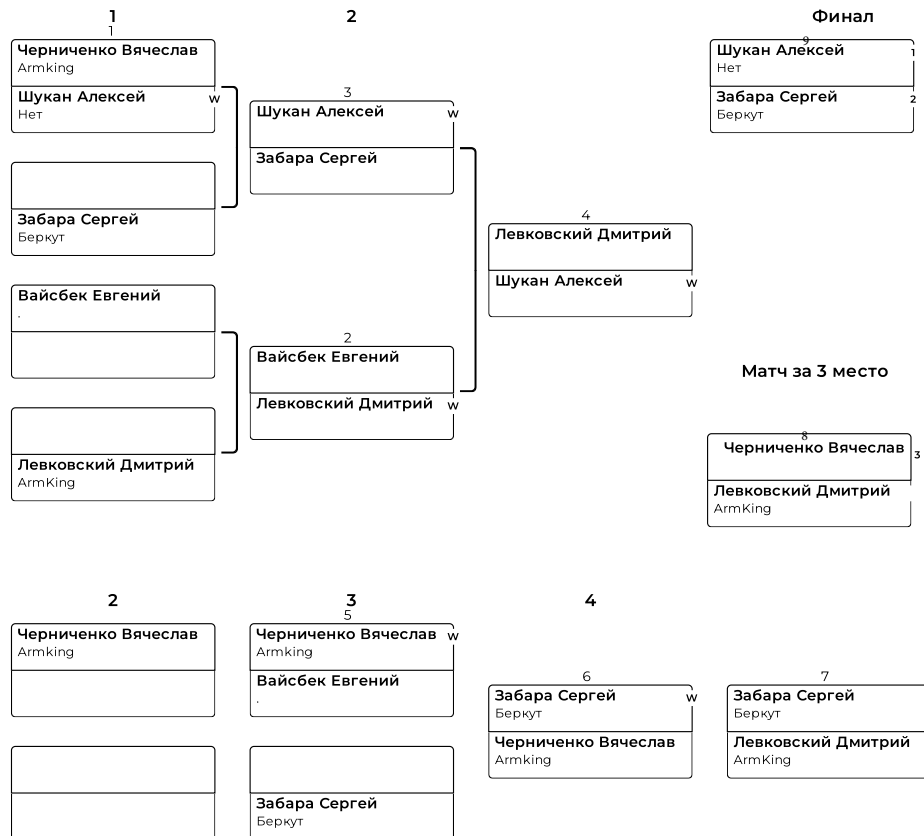 1
2
Финал
1
Черниченко Вячеслав
Armking
Шукан Алексей
Нет
W
3
Шукан Алексей
W
Забара Сергей
9
Шукан Алексей
Нет
1
Забара Сергей
Беркут
2
Забара Сергей
Беркут
4
Левковский Дмитрий
Шукан Алексей
W
Вайсбек Евгений
.
2
Вайсбек Евгений
Левковский Дмитрий
W
Матч за 3 место
Левковский Дмитрий
ArmKing
8
Черниченко Вячеслав
3
Левковский Дмитрий
ArmKing
2
3
4
Черниченко Вячеслав
Armking
5
Черниченко Вячеслав
Armking
W
Вайсбек Евгений
.
6
Забара Сергей
Беркут
W
Черниченко Вячеслав
Armking
7
Забара Сергей
Беркут
Левковский Дмитрий
ArmKing
Забара Сергей
Беркут